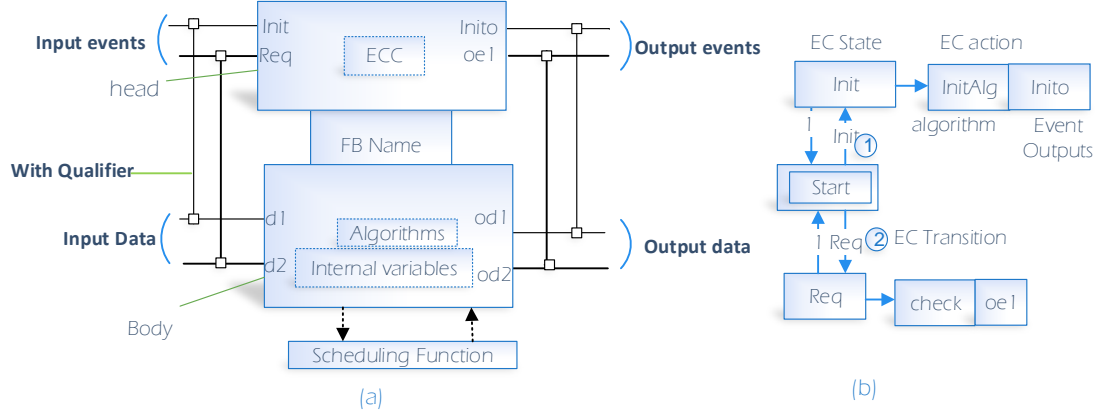 Input events
Init
Req
ECC
Inito
oe1
Output events
head
FB Name
With Qualifier
Input Data
d1
d2
Algorithms
Internal variables
od1
od2
Output data
Body
Scheduling Function
(a)
EC State
EC action
Init
InitAlg
Inito
algorithm
Event
Outputs
1
Init
1
Start
1
Req
2
EC Transition
Req
check
oe1
(b)